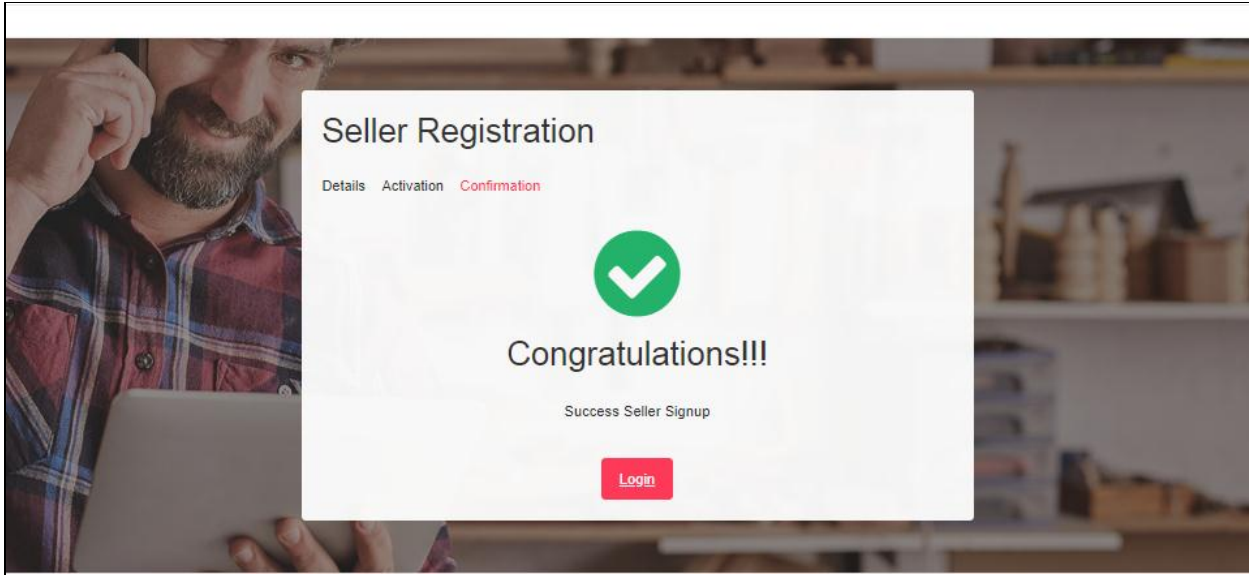 Seller Registration
Details Activation Confirmation
Congratulations!!!
Success Seller Signup
Login